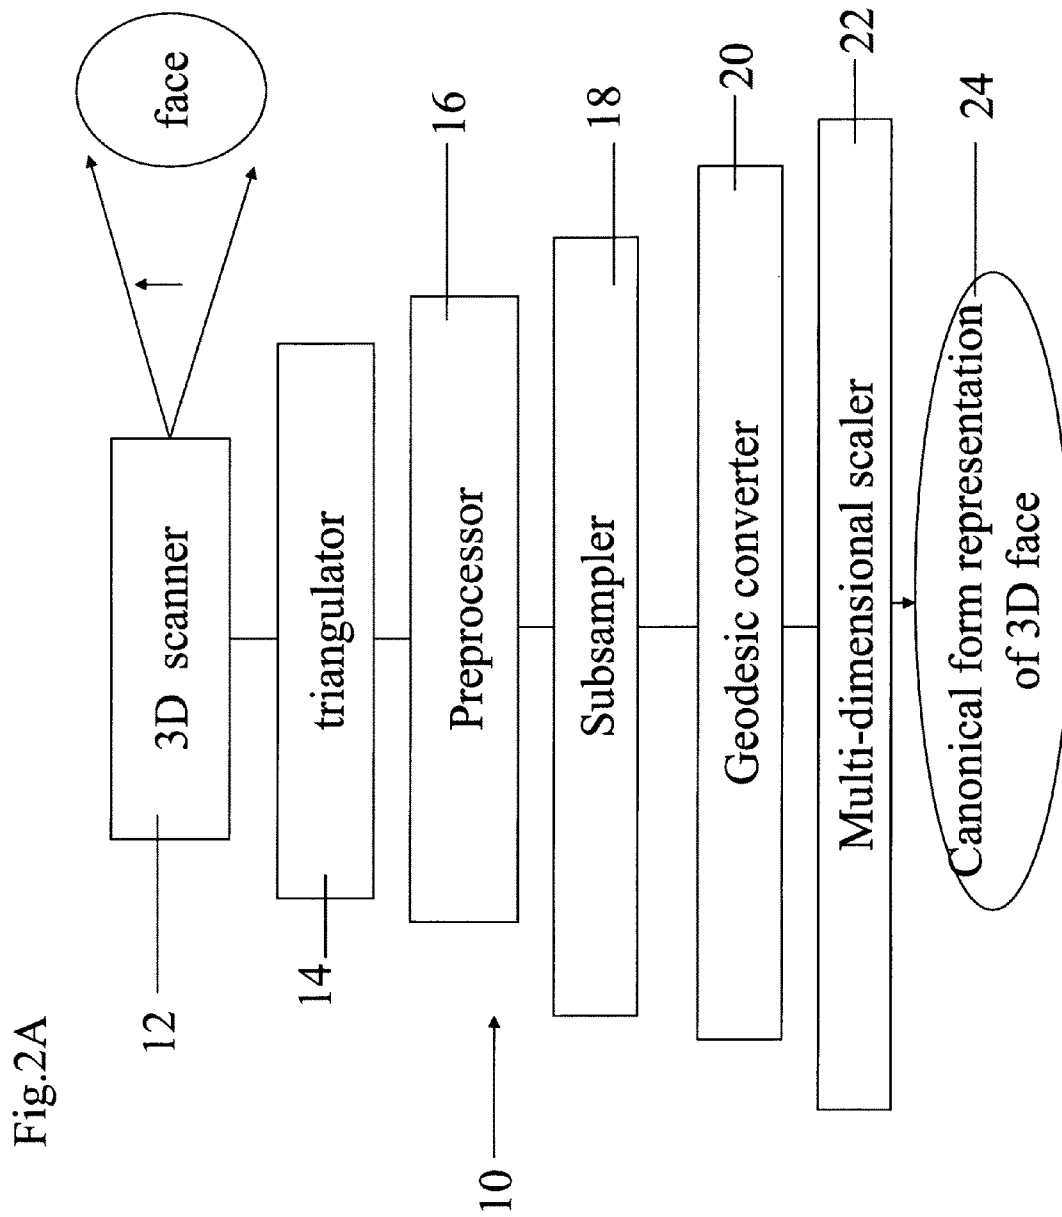 Fig.2A
face
12
3D scanner
14
triangulator
16
Preprocessor
10
18
Subsampler
20
Geodesic converter
22
Multi-dimensional scaler
24
Canonical form representation
of 3D face